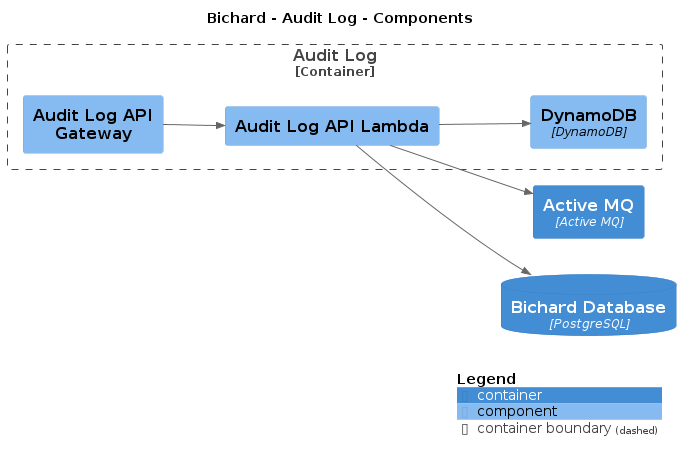 Bichard - Audit Log - Components
Audit Log
[Container]
Audit Log API
Gateway
Audit Log API Lambda
DynamoDB
[DynamoDB]
Active MQ
[Active MQ]
Bichard Database
[PostgreSQL]
Legend
container
component
container boundary (dashed)